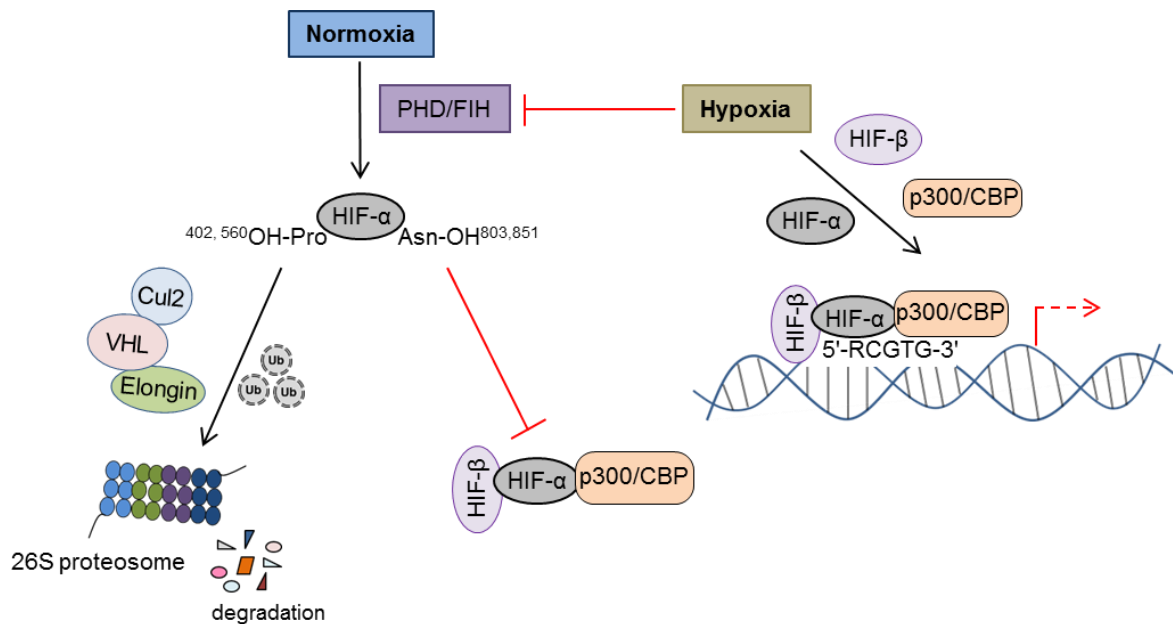 Normoxia
PHD/FIH
Hypoxia
HIF-β
p300/CBP
HIF-α
HIF-α
402, 560OH-Pro
Asn-OH803,851
Cul2
VHL
Elongin
Ub
Ub
Ub
HIF-β
HIF-α
p300/CBP
5'-RCGTG-3'
HIF-β
HIF-α
p300/CBP
26S proteosome
degradation